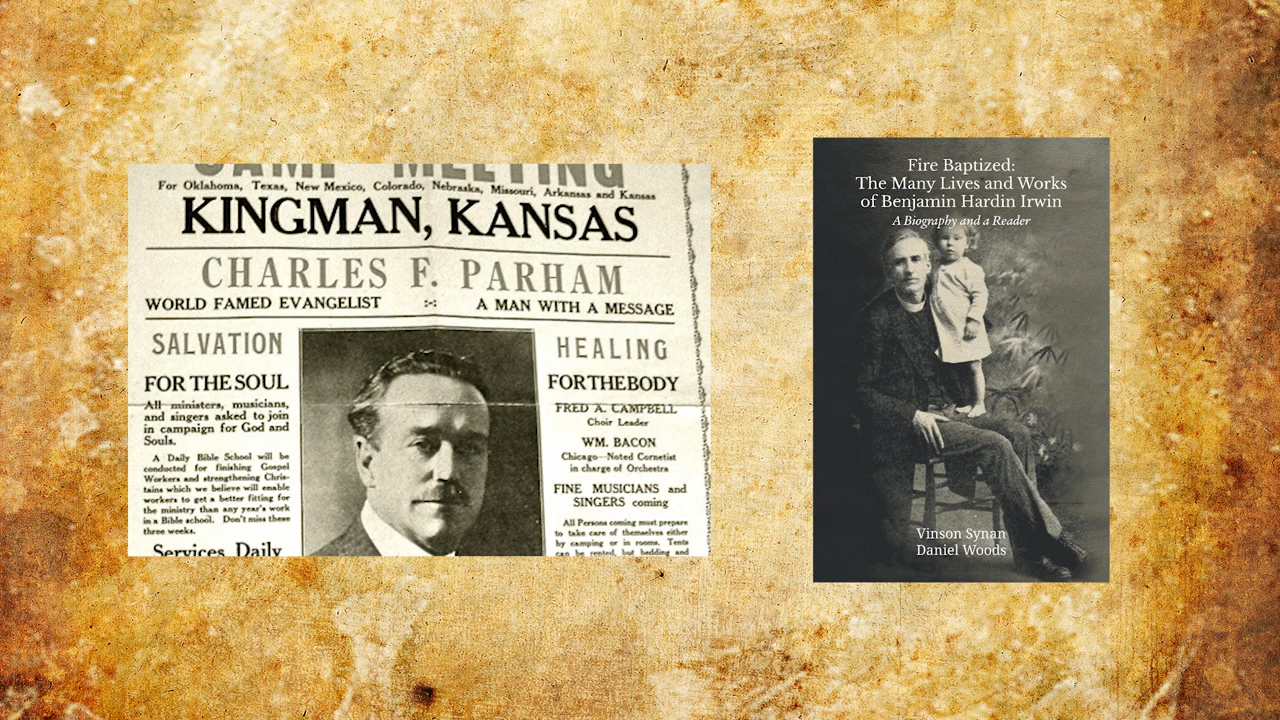 CAMP MEETING
For Oklahoma, Texas, New Mexico, Colorado, Nebraska, Missouri, Arkansas and Kansas
KINGMAN, KANSAS
CHARLES F. PARHAM
WORLD FAMED EVANGELIST :-: A MAN WITH A MESSAGE
SALVATION
FOR THE SOUL
All ministers, musicians,
and singers asked to join
in campaign for God and
Souls.
A Daily Bible School will be
conducted for finishing Gospel
Workers and strengthening Chris-
tains which we believe will enable
workers to get a better fitting for
the ministry than any year's work
in a Bible school. Don't miss these
three weeks.
Services Daily
HEALING
FOR THE BODY
FRED A. CAMPBELL
Choir Leader
WM. BACON
Chicago—Noted Cornetist
in charge of Orchestra
FINE MUSICIANS and
SINGERS coming
All Persons coming must prepare
to take care of themselves either
by camping or in rooms. Tents
can be rented, but bedding and
Fire Baptized:
The Many Lives and Works
of Benjamin Hardin Irwin
A Biography and a Reader
Vinson Synan
Daniel Woods